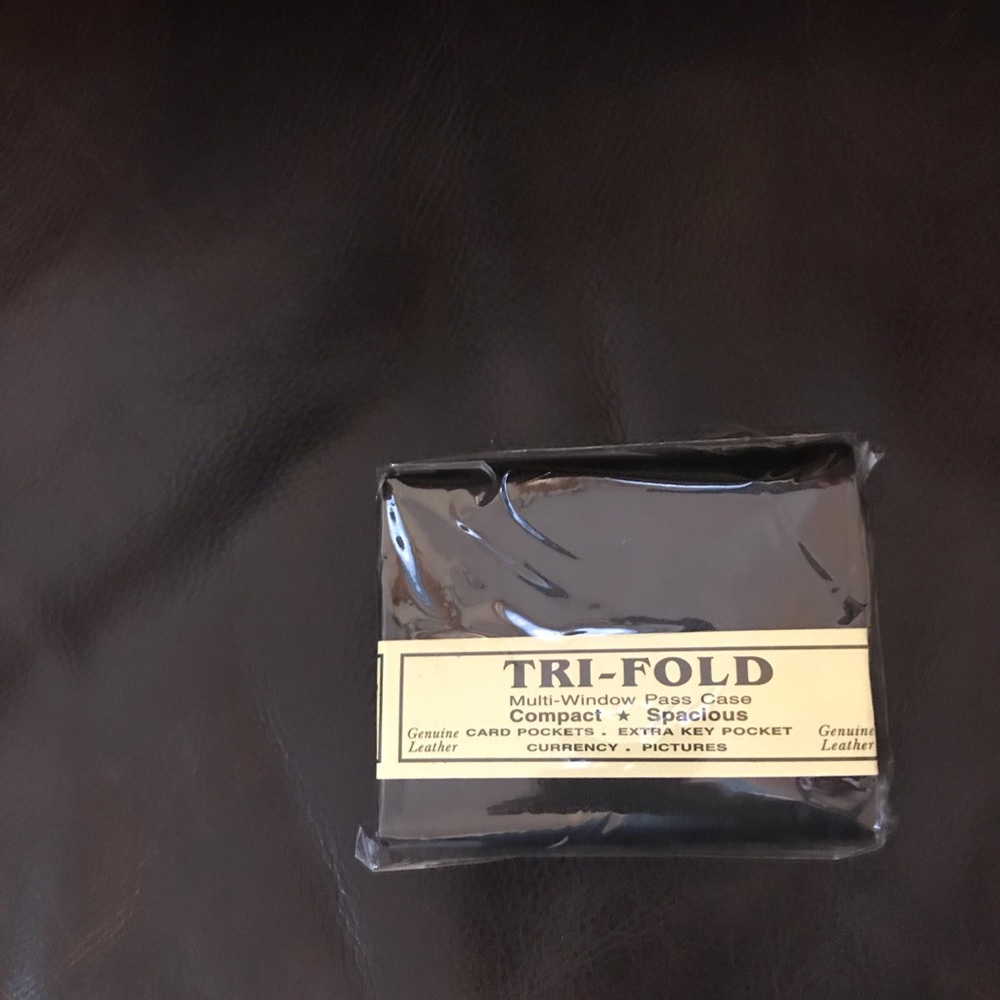 TRI-FOLD
Multi-Window Pass Case
Compact ★ Spacious
Genuine Leather
CARD POCKETS . EXTRA KEY POCKET
CURRENCY . PICTURES
Genuine Leather